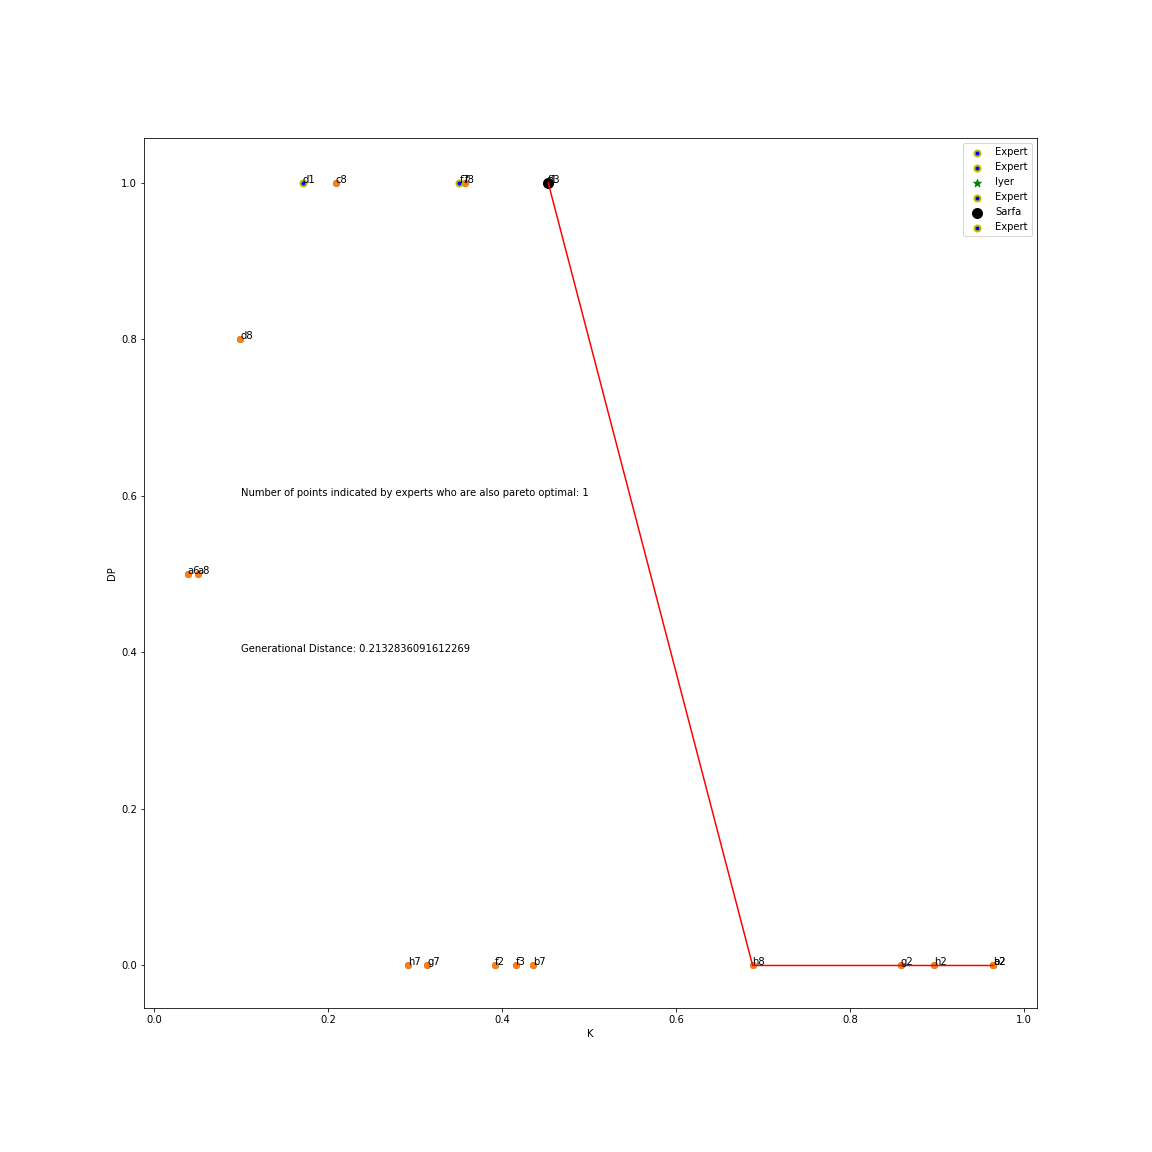 Expert
Expert
Iyer
Expert
Sarfa
Expert
d1
c8
f8
d8
Number of points indicated by experts who are also pareto optimal: 1
a6
a8
Generational Distance: 0.2132836091612269
h7
g7
f2
f3
b7
h8
g2
h2
DP
1.0
0.8
0.6
0.4
0.2
0.0
0.0
0.2
0.4
0.6
0.8
1.0
K